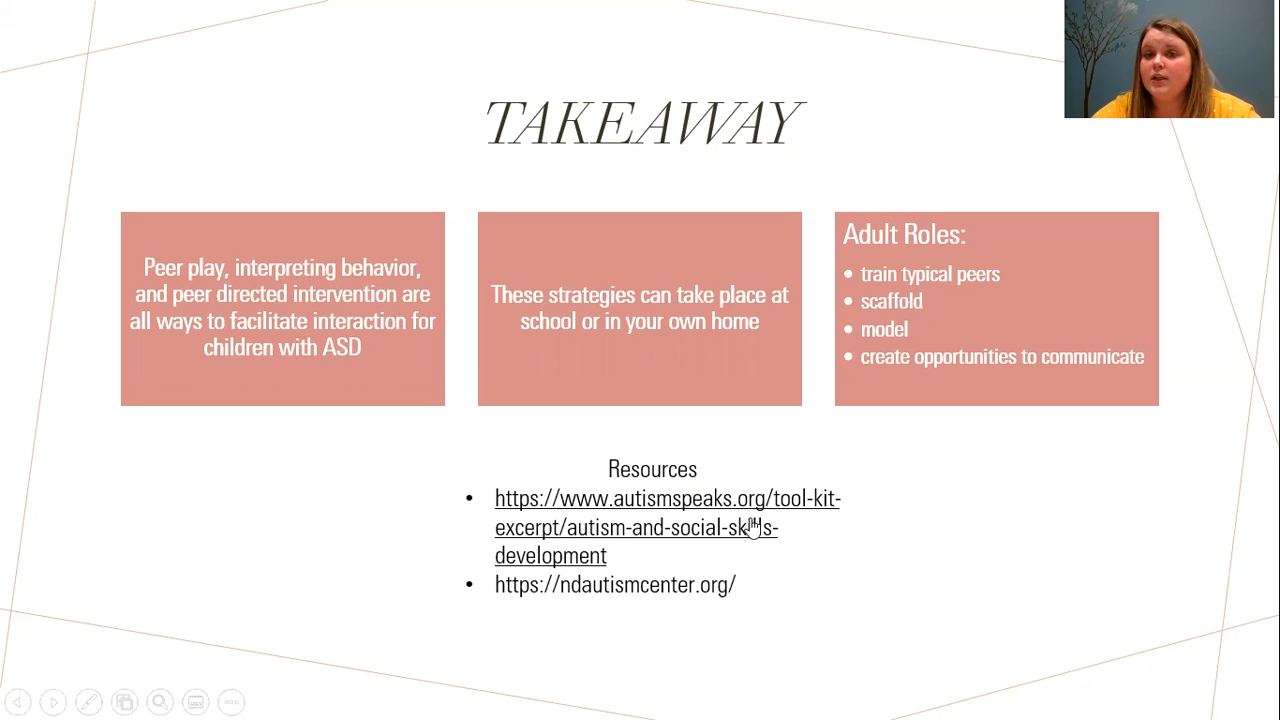 TAKEAWAY
Peer play, interpreting behavior,
and peer directed intervention are
all ways to facilitate interaction for
children with ASD
These strategies can take place at
school or in your own home
Adult Roles:
• train typical peers
• scaffold
• model
• create opportunities to communicate
Resources
• https://www.autismspeaks.org/tool-kit-
excerpt/autism-and-social-skills-
development
• https://ndautismcenter.org/